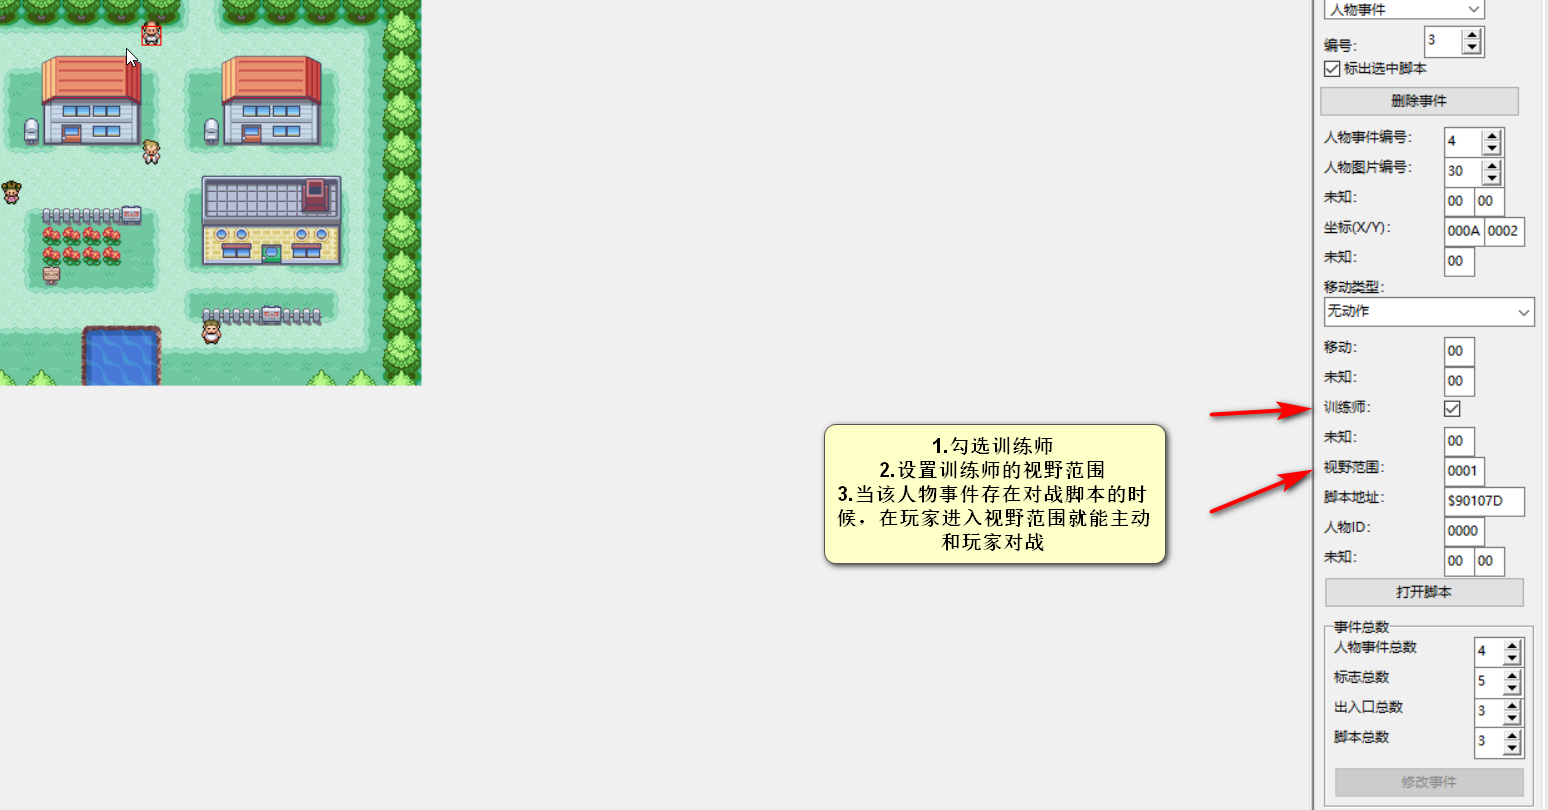 人物事件
编号: 3
标出选中脚本
删除事件
人物事件编号: 4
人物图片编号: 30
未知: 00 00
坐标(X/Y): 000A 0002
未知: 00
移动类型:
无动作
移动: 00
未知: 00
训练师:
未知: 00
视野范围: 0001
脚本地址: $90107D
人物ID: 0000
未知: 00 00
打开脚本
事件总数
人物事件总数 4
标志总数 5
出入口总数 3
脚本总数 3
修改事件
1.勾选训练师
2.设置训练师的视野范围
3.当该人物事件存在对战脚本的时
候．在玩家进入视野范围就能主动
和玩家对战